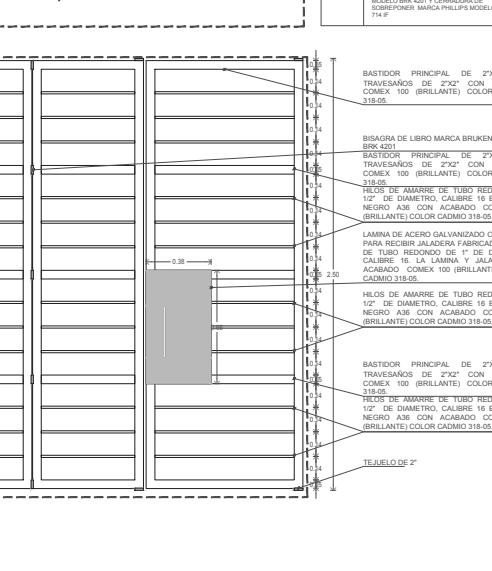 MODELO BRK 4201 Y CERRADURA DE
SOBREPONER MARCA PHILLIPS MODELO
714 IF
BASTIDOR PRINCIPAL DE 2"X
TRAVESAÑOS DE 2"X2" CON
COMEX 100 (BRILLANTE) COLOR
318-05.
BISAGRA DE LIBRO MARCA BRUKEN
BRK 4201
BASTIDOR PRINCIPAL DE 2"X
TRAVESAÑOS DE 2"X2" CON
COMEX 100 (BRILLANTE) COLOR
318-05.
HILOS DE AMARRE DE TUBO RED
1/2" DE DIAMETRO, CALIBRE 16 E
NEGRO A36 CON ACABADO CO
(BRILLANTE) COLOR CADMIO 318-05.
LAMINA DE ACERO GALVANIZADO C
PARA RECIBIR JALADERA FABRICAD
DE TUBO REDONDO DE 1" DE D
CALIBRE 16. LA LAMINA Y JALA
ACABADO COMEX 100 (BRILLANTE
CADMIO 318-05.
HILOS DE AMARRE DE TUBO RED
1/2" DE DIAMETRO, CALIBRE 16 E
NEGRO A36 CON ACABADO CO
(BRILLANTE) COLOR CADMIO 318-05.
BASTIDOR PRINCIPAL DE 2"X
TRAVESAÑOS DE 2"X2" CON
COMEX 100 (BRILLANTE) COLOR
318-05.
HILOS DE AMARRE DE TUBO RED
1/2" DE DIAMETRO, CALIBRE 16 E
NEGRO A36 CON ACABADO CO
(BRILLANTE) COLOR CADMIO 318-05.
TEJUELO DE 2"
0.38
2.50